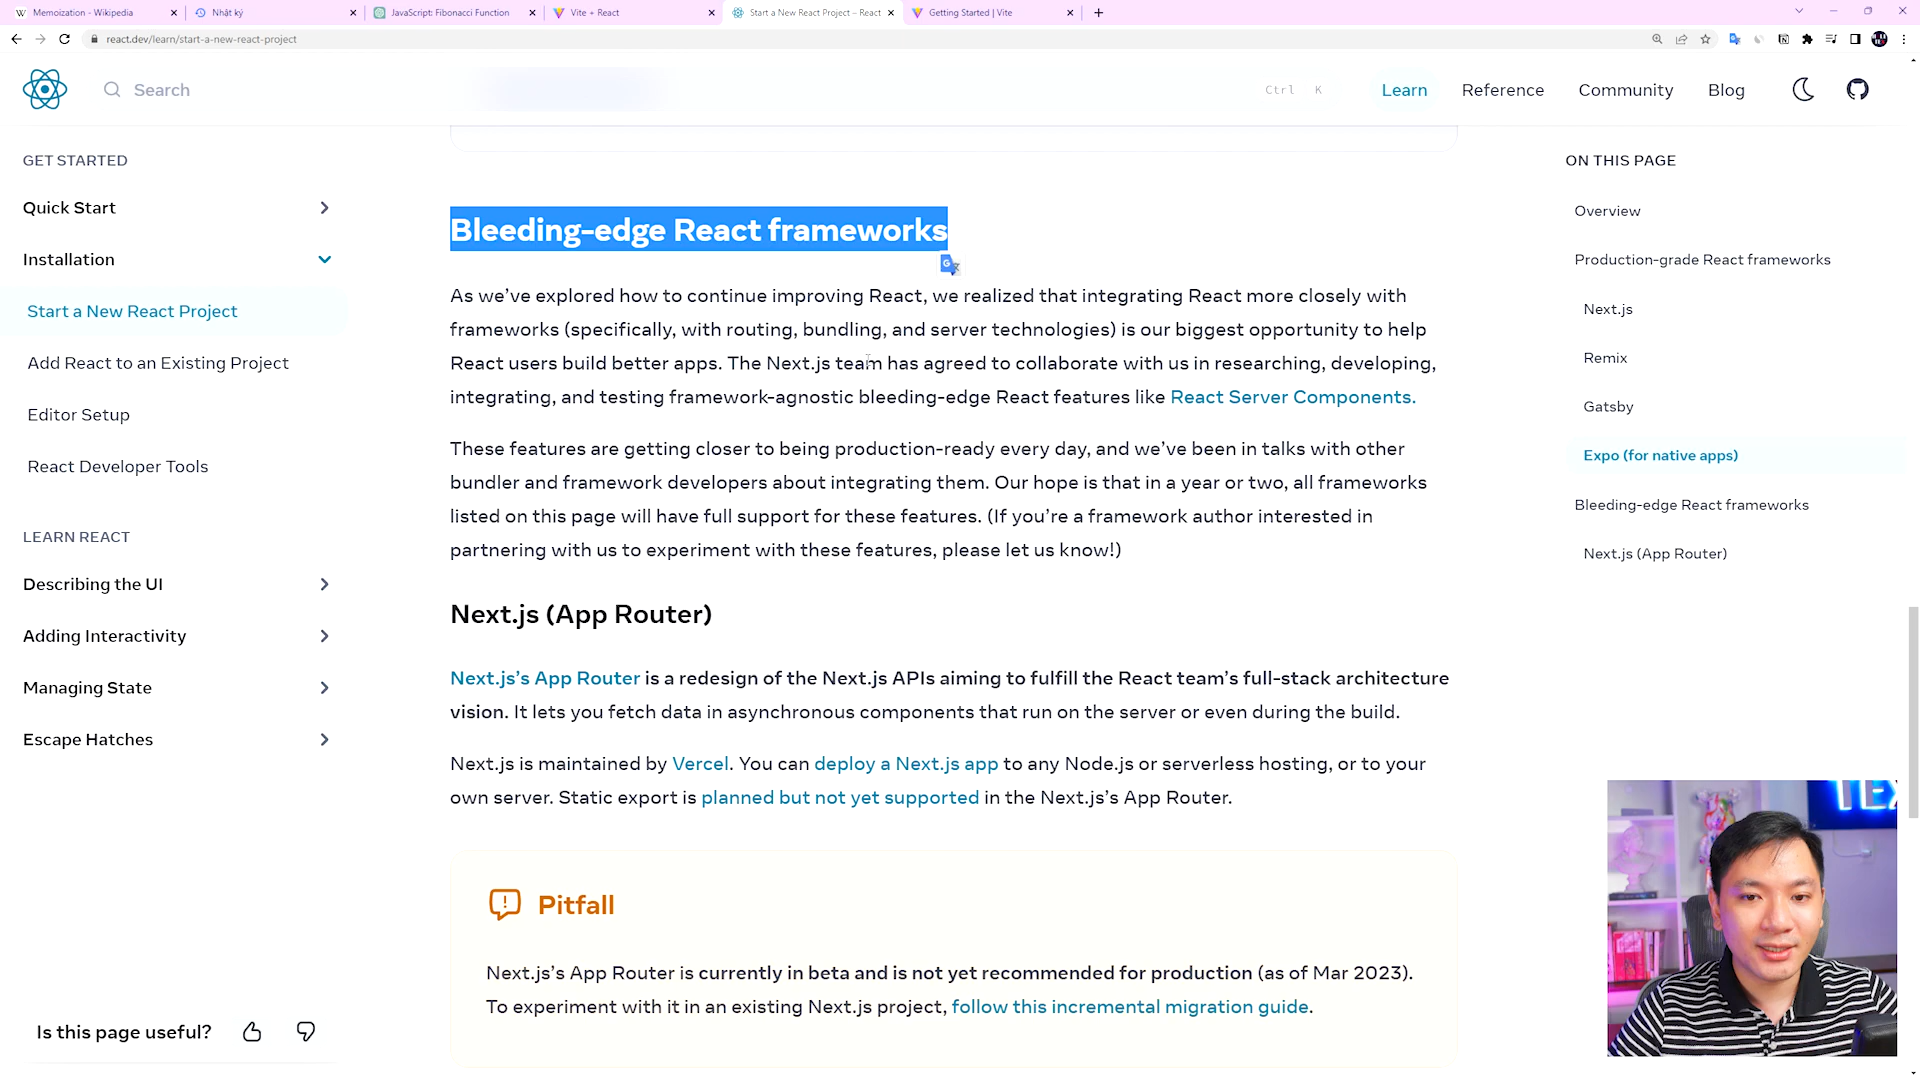 Memoization - Wikipedia
Nhật ký
JavaScript: Fibonacci Function
Vite + React
Start a New React Project – React
Getting Started | Vite
react.dev/learn/start-a-new-react-project
Search
Ctrl K
Learn
Reference
Community
Blog
GET STARTED
Quick Start
Installation
Start a New React Project
Add React to an Existing Project
Editor Setup
React Developer Tools
LEARN REACT
Describing the UI
Adding Interactivity
Managing State
Escape Hatches
Is this page useful?
Bleeding-edge React frameworks
As we’ve explored how to continue improving React, we realized that integrating React more closely with
frameworks (specifically, with routing, bundling, and server technologies) is our biggest opportunity to help
React users build better apps. The Next.js team has agreed to collaborate with us in researching, developing,
integrating, and testing framework-agnostic bleeding-edge React features like React Server Components.
These features are getting closer to being production-ready every day, and we’ve been in talks with other
bundler and framework developers about integrating them. Our hope is that in a year or two, all frameworks
listed on this page will have full support for these features. (If you’re a framework author interested in
partnering with us to experiment with these features, please let us know!)
Next.js (App Router)
Next.js’s App Router is a redesign of the Next.js APIs aiming to fulfill the React team’s full-stack architecture
vision. It lets you fetch data in asynchronous components that run on the server or even during the build.
Next.js is maintained by Vercel. You can deploy a Next.js app to any Node.js or serverless hosting, or to your
own server. Static export is planned but not yet supported in the Next.js’s App Router.
Pitfall
Next.js’s App Router is currently in beta and is not yet recommended for production (as of Mar 2023).
To experiment with it in an existing Next.js project, follow this incremental migration guide.
ON THIS PAGE
Overview
Production-grade React frameworks
Next.js
Remix
Gatsby
Expo (for native apps)
Bleeding-edge React frameworks
Next.js (App Router)